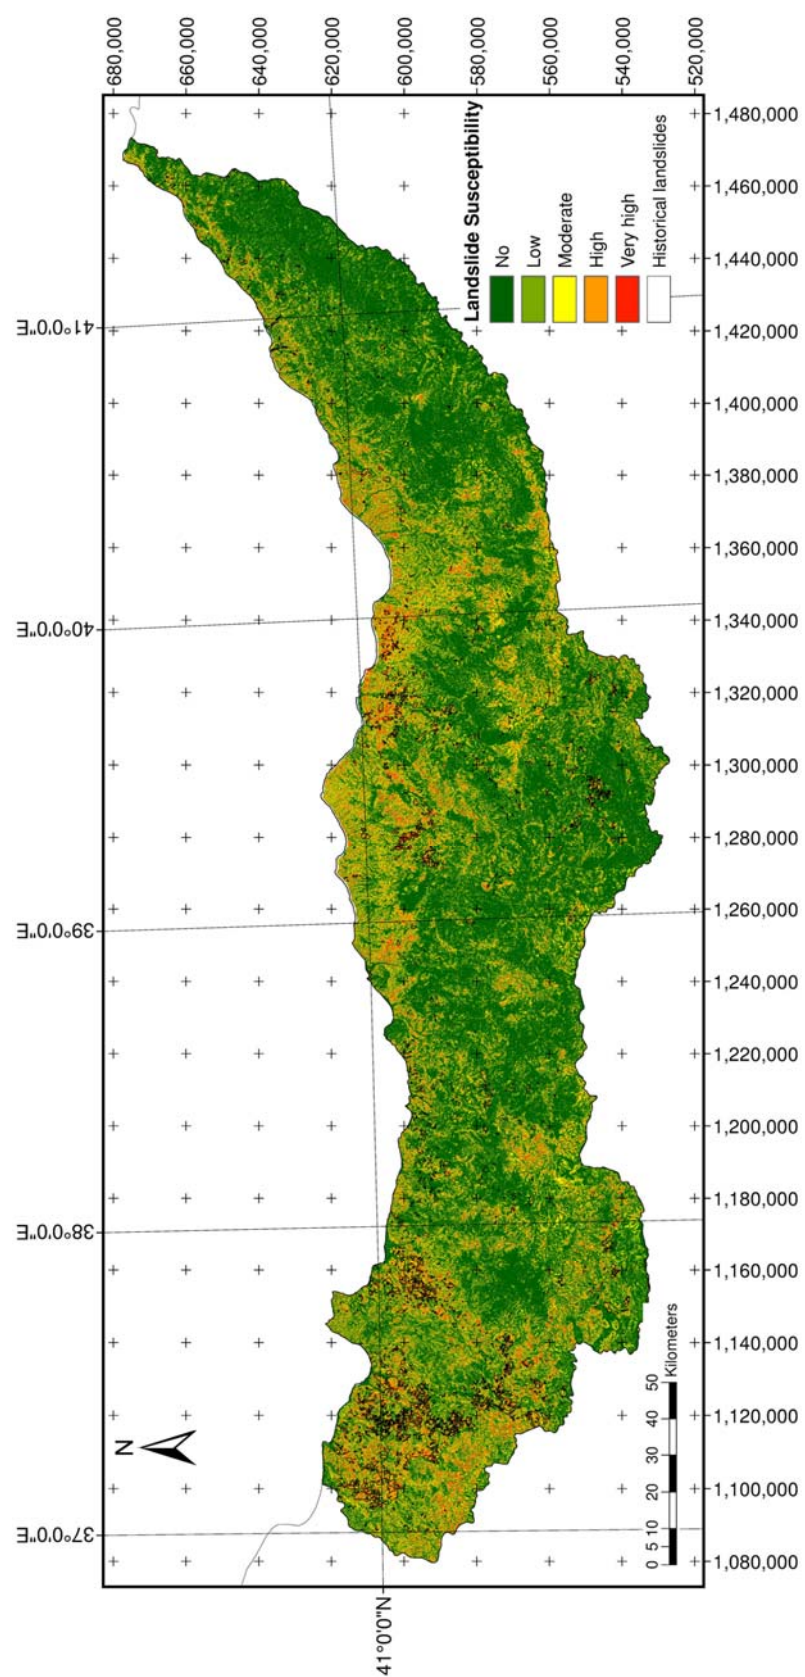 680,000
660,000
640,000
620,000
600,000
580,000
560,000
540,000
520,000
1,480,000
1,460,000
1,440,000
1,420,000
1,400,000
1,380,000
1,360,000
1,340,000
1,320,000
1,300,000
1,280,000
1,260,000
1,240,000
1,220,000
1,200,000
1,180,000
1,160,000
1,140,000
1,120,000
1,100,000
1,080,000
41°0'0"E
40°0'0"E
39°0'0"E
38°0'0"E
37°0'0"E
41°0'0"N
Landslide Susceptibility
No
Low
Moderate
High
Very high
Historical landslides
N
0 5 10 20 30 40 50
Kilometers